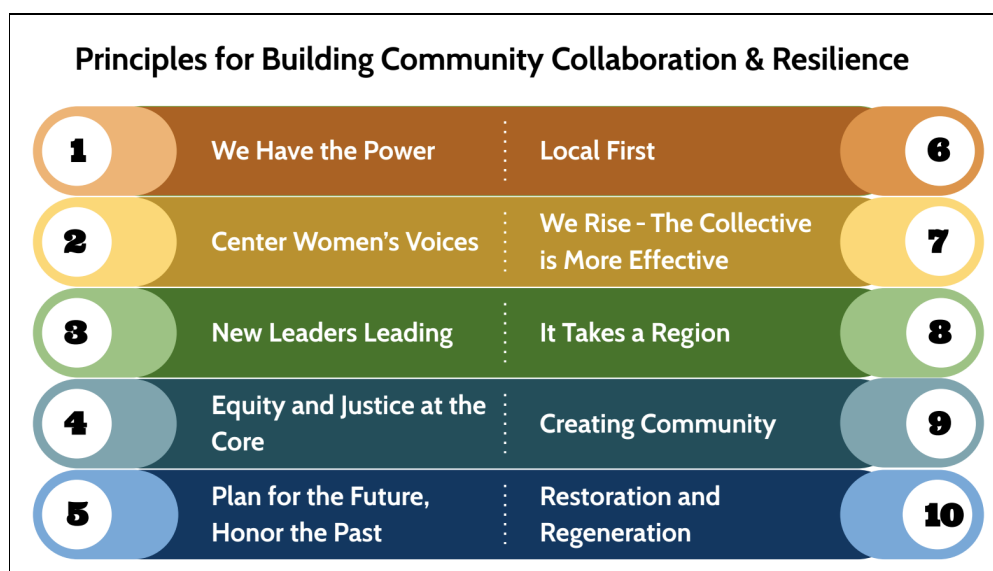 Principles for Building Community Collaboration & Resilience
1
We Have the Power
2
Center Women's Voices
3
New Leaders Leading
4
Equity and Justice at the
Core
5
Plan for the Future,
Honor the Past
Local First
6
We Rise - The Collective
is More Effective
7
It Takes a Region
8
Creating Community
9
Restoration and
Regeneration
10